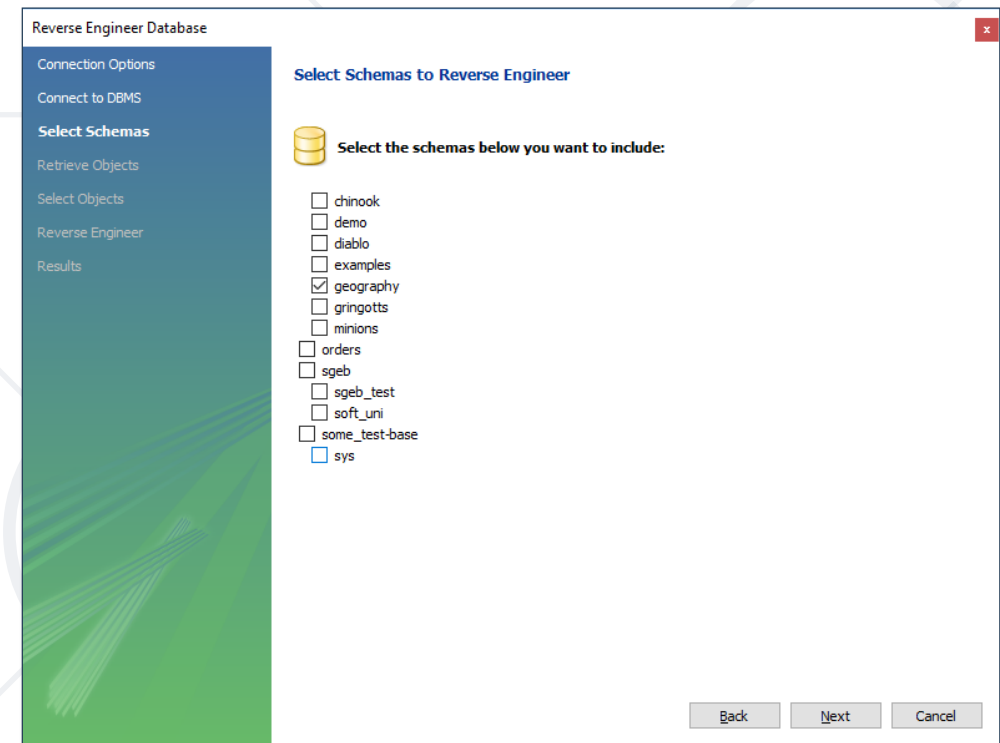 Reverse Engineer Database
x
Connection Options
Connect to DBMS
Select Schemas
Retrieve Objects
Select Objects
Reverse Engineer
Results
Select Schemas to Reverse Engineer
Select the schemas below you want to include:
chinook
demo
diablo
examples
geography
gringotts
minions
orders
sgeb
sgeb_test
soft_uni
some_test-base
sys
Back Next Cancel